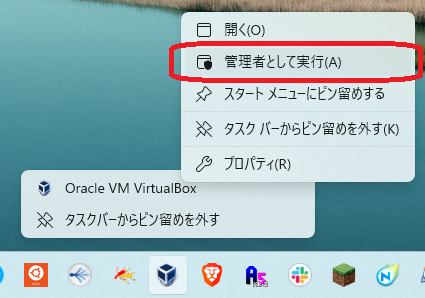 開く(O)
管理者として実行(A)
スタート メニューにピン留めする
タスク バーからピン留めを外す(K)
プロパティ(R)
Oracle VM VirtualBox
タスクバーからピン留めを外す